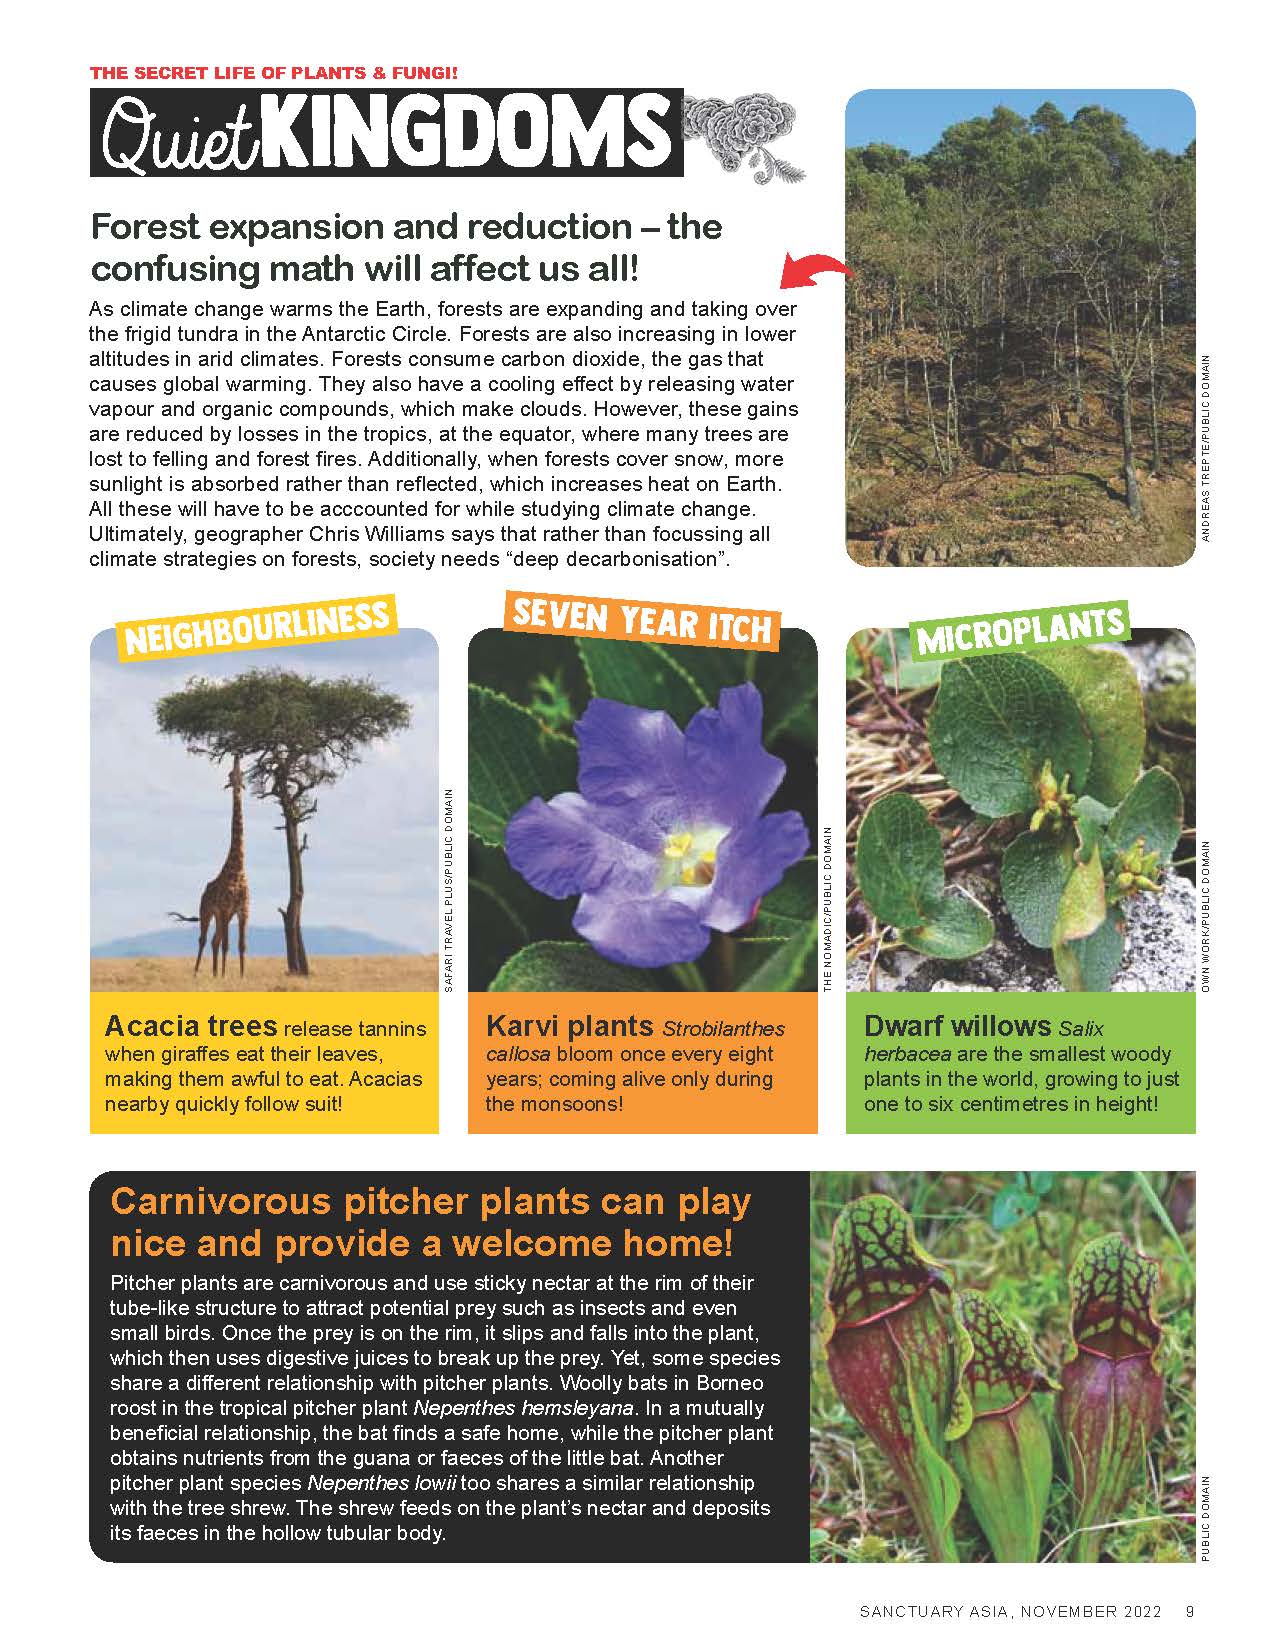 THE SECRET LIFE OF PLANTS & FUNGI!
Quiet KINGDOMS
Forest expansion and reduction – the
confusing math will affect us all!
As climate change warms the Earth, forests are expanding and taking over
the frigid tundra in the Antarctic Circle. Forests are also increasing in lower
altitudes in arid climates. Forests consume carbon dioxide, the gas that
causes global warming. They also have a cooling effect by releasing water
vapour and organic compounds, which make clouds. However, these gains
are reduced by losses in the tropics, at the equator, where many trees are
lost to felling and forest fires. Additionally, when forests cover snow, more
sunlight is absorbed rather than reflected, which increases heat on Earth.
All these will have to be acccounted for while studying climate change.
Ultimately, geographer Chris Williams says that rather than focussing all
climate strategies on forests, society needs “deep decarbonisation”.
ANDREAS TREPTE/PUBLIC DOMAIN
NEIGHBOURLINESS
SAFARI TRAVEL PLUS/PUBLIC DOMAIN
Acacia trees release tannins
when giraffes eat their leaves,
making them awful to eat. Acacias
nearby quickly follow suit!
SEVEN YEAR ITCH
THE NOMADIC/PUBLIC DOMAIN
Karvi plants Strobilanthes
callosa bloom once every eight
years; coming alive only during
the monsoons!
MICROPLANTS
OWN WORK/PUBLIC DOMAIN
Dwarf willows Salix
herbacea are the smallest woody
plants in the world, growing to just
one to six centimetres in height!
Carnivorous pitcher plants can play
nice and provide a welcome home!
Pitcher plants are carnivorous and use sticky nectar at the rim of their
tube-like structure to attract potential prey such as insects and even
small birds. Once the prey is on the rim, it slips and falls into the plant,
which then uses digestive juices to break up the prey. Yet, some species
share a different relationship with pitcher plants. Woolly bats in Borneo
roost in the tropical pitcher plant Nepenthes hemsleyana. In a mutually
beneficial relationship, the bat finds a safe home, while the pitcher plant
obtains nutrients from the guana or faeces of the little bat. Another
pitcher plant species Nepenthes lowii too shares a similar relationship
with the tree shrew. The shrew feeds on the plant’s nectar and deposits
its faeces in the hollow tubular body.
PUBLIC DOMAIN
SANCTUARY ASIA, NOVEMBER 2022 9